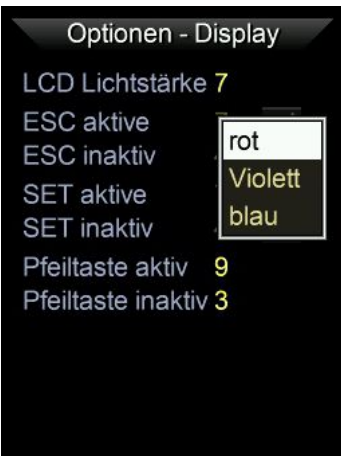 Optionen - Display
LCD Lichtstärke 7
ESC aktive
ESC inaktiv
SET aktive
SET inaktiv
Pfeiltaste aktiv 9
Pfeiltaste inaktiv 3
rot
Violett
blau